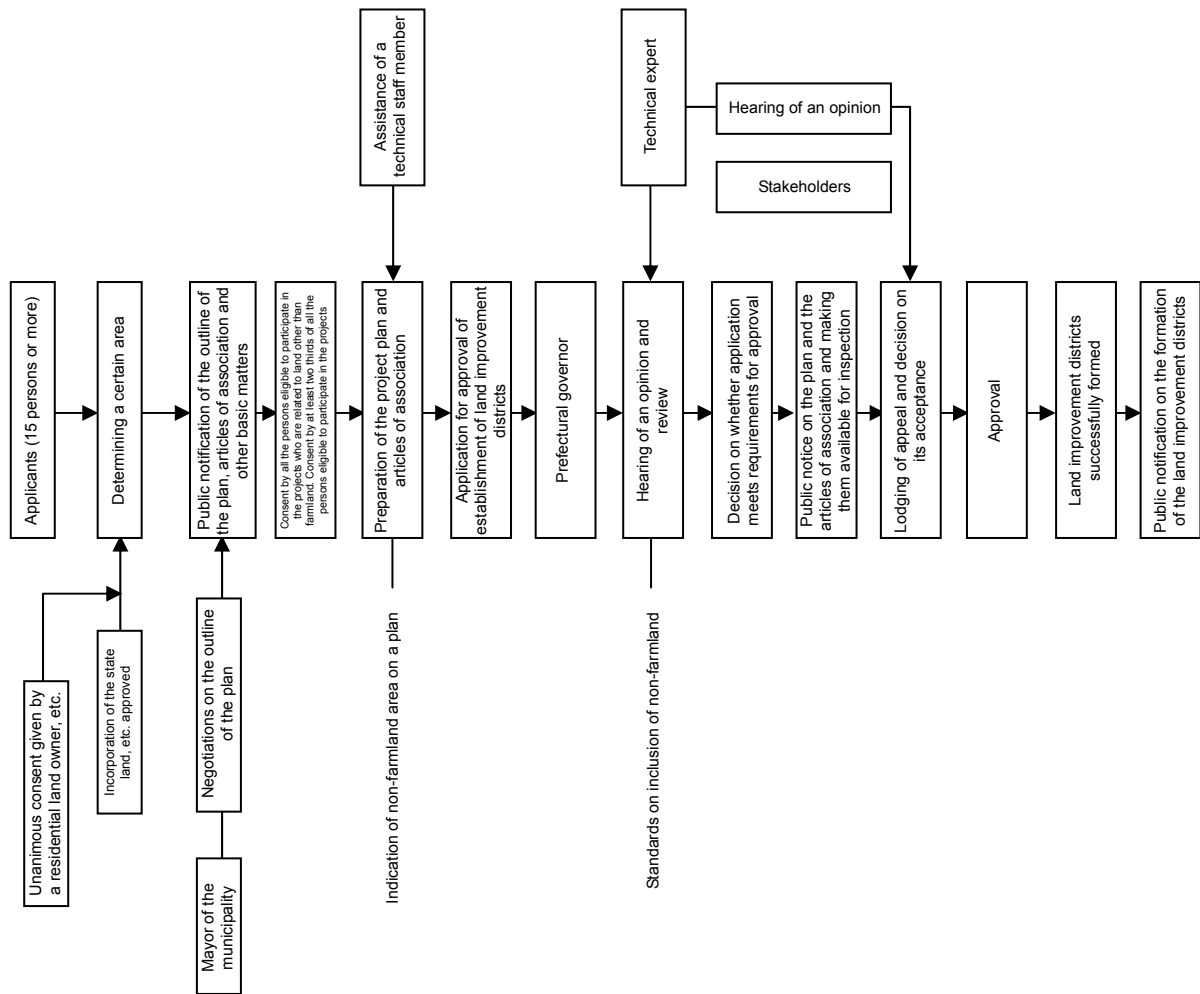 Applicants (15 persons or more)
Unanimous consent given by
a residential land owner, etc.
Incorporation of the state
land, etc. approved
Determining a certain area
Mayor of the
municipality
Negotiations on the outline
of the plan
Public notification of the outline of
the plan, articles of association and
other basic matters
Consent by all the persons eligible to participate in
the projects who are related to land other than
farmland. Consent by at least two thirds of all the
persons eligible to participate in the projects
Indication of non-farmland area on a plan
Preparation of the project plan and
articles of association
Assistance of a
technical staff member
Application for approval of
establishment of land improvement
districts
Prefectural governor
Standards on inclusion of non-farmland
Hearing of an opinion and
review
Technical expert
Hearing of an opinion
Stakeholders
Decision on whether application
meets requirements for approval
Public notice on the plan and the
articles of association and making
them available for inspection
Lodging of appeal and decision on
its acceptance
Approval
Land improvement districts
successfully formed
Public notification on the formation
of the land improvement districts